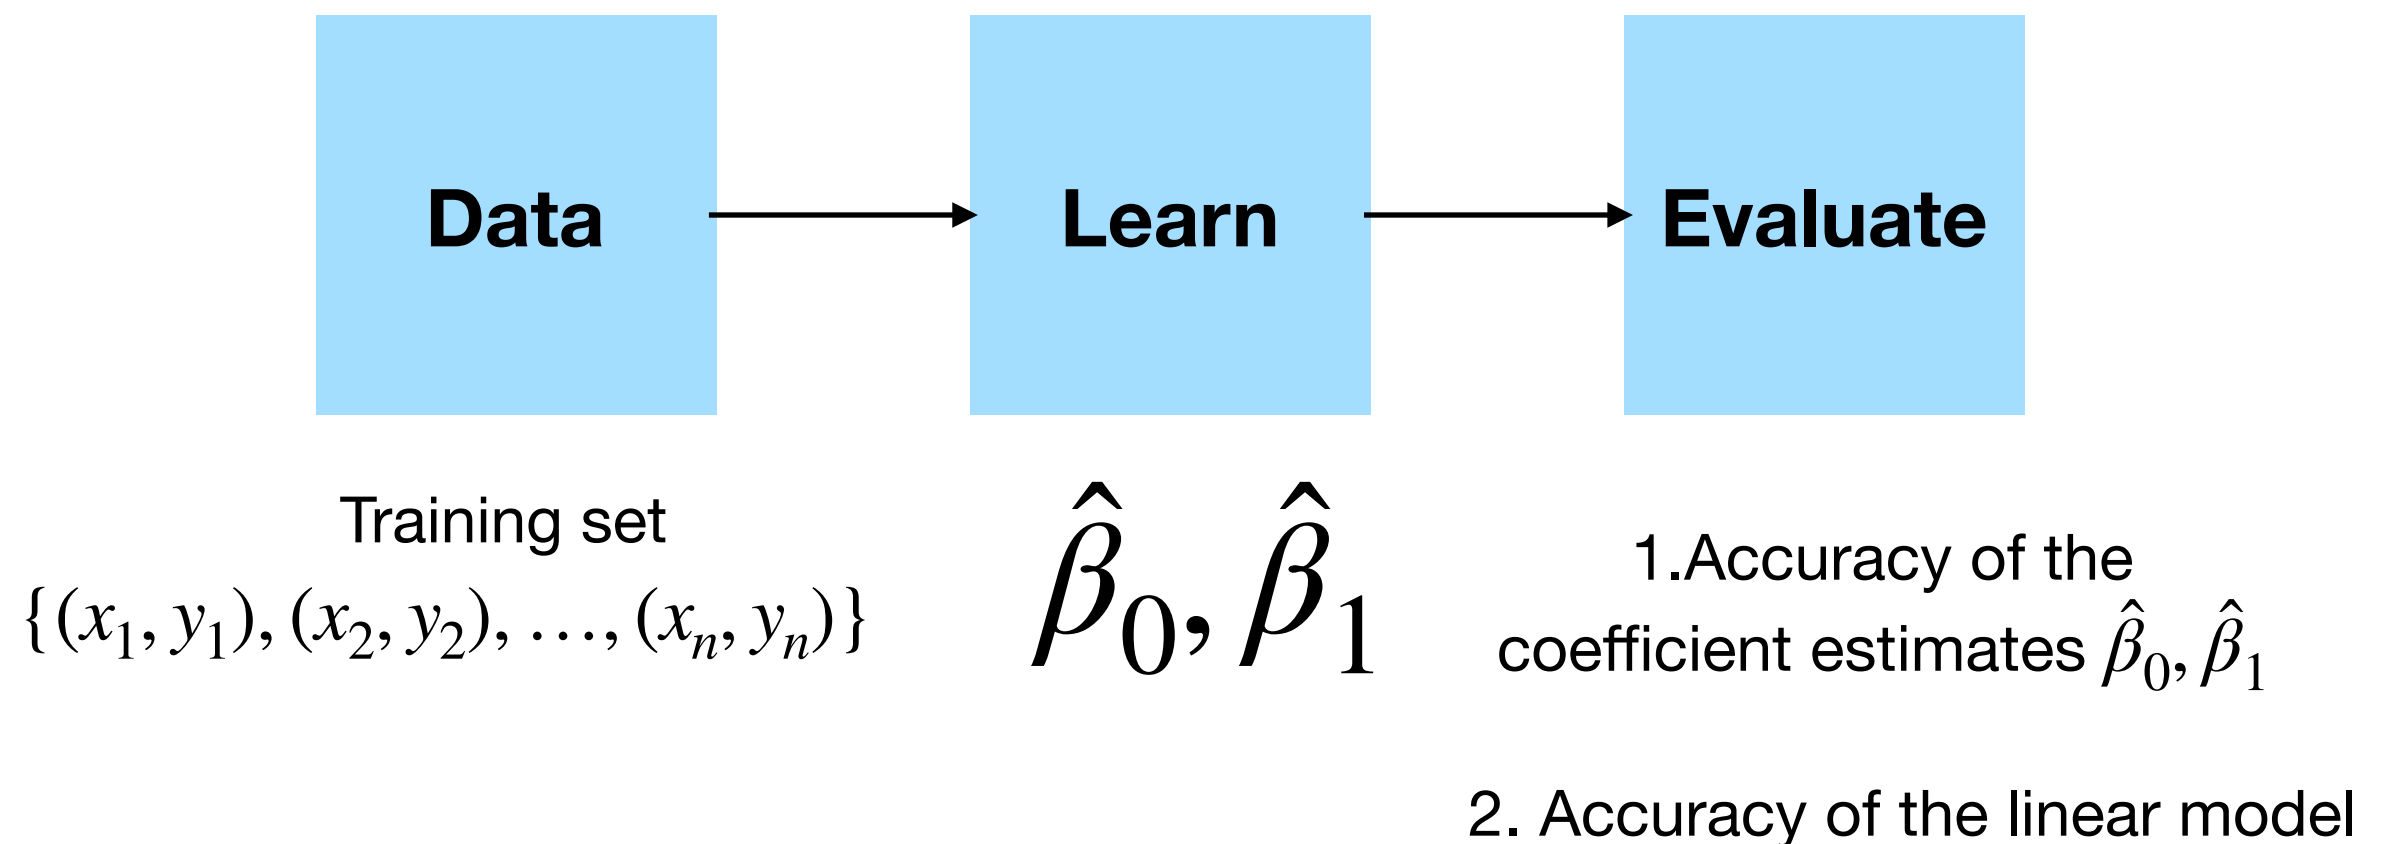 Data
Learn
Evaluate
Training set
{(x₁, y₁), (x₂, y₂), …, (xₙ, yₙ)}
β̂₀, β̂₁
1.Accuracy of the
coefficient estimates β̂₀, β̂₁
2. Accuracy of the linear model